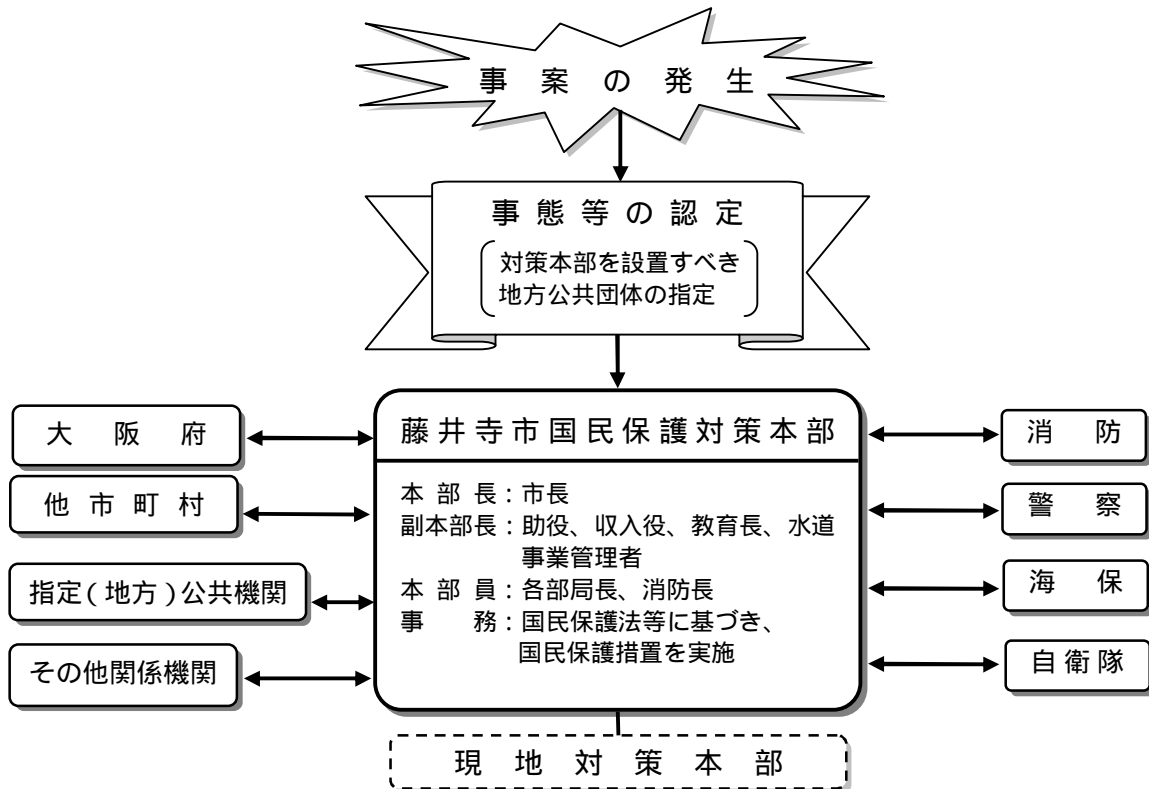 事案の発生
事態等の認定
対策本部を設置すべき
地方公共団体の指定
藤井寺市国民保護対策本部
本部長：市長
副本部長：助役、収入役、教育長、水道
事業管理者
本部員：各部局長、消防長
事務：国民保護法等に基づき、
国民保護措置を実施
大阪府
他市町村
指定(地方)公共機関
その他関係機関
消防
警察
海保
自衛隊
現地対策本部